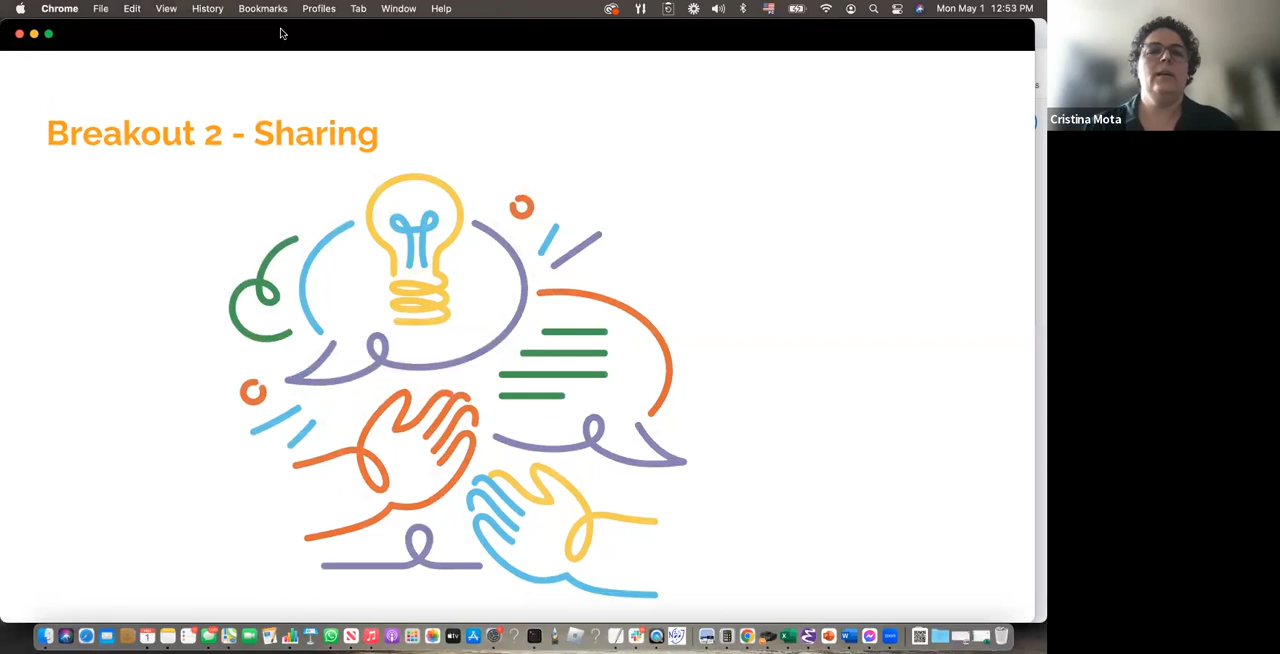 Chrome File Edit View History Bookmarks Profiles Tab Window Help Mon May 1 12:53 PM
Breakout 2 - Sharing
Cristina Mota